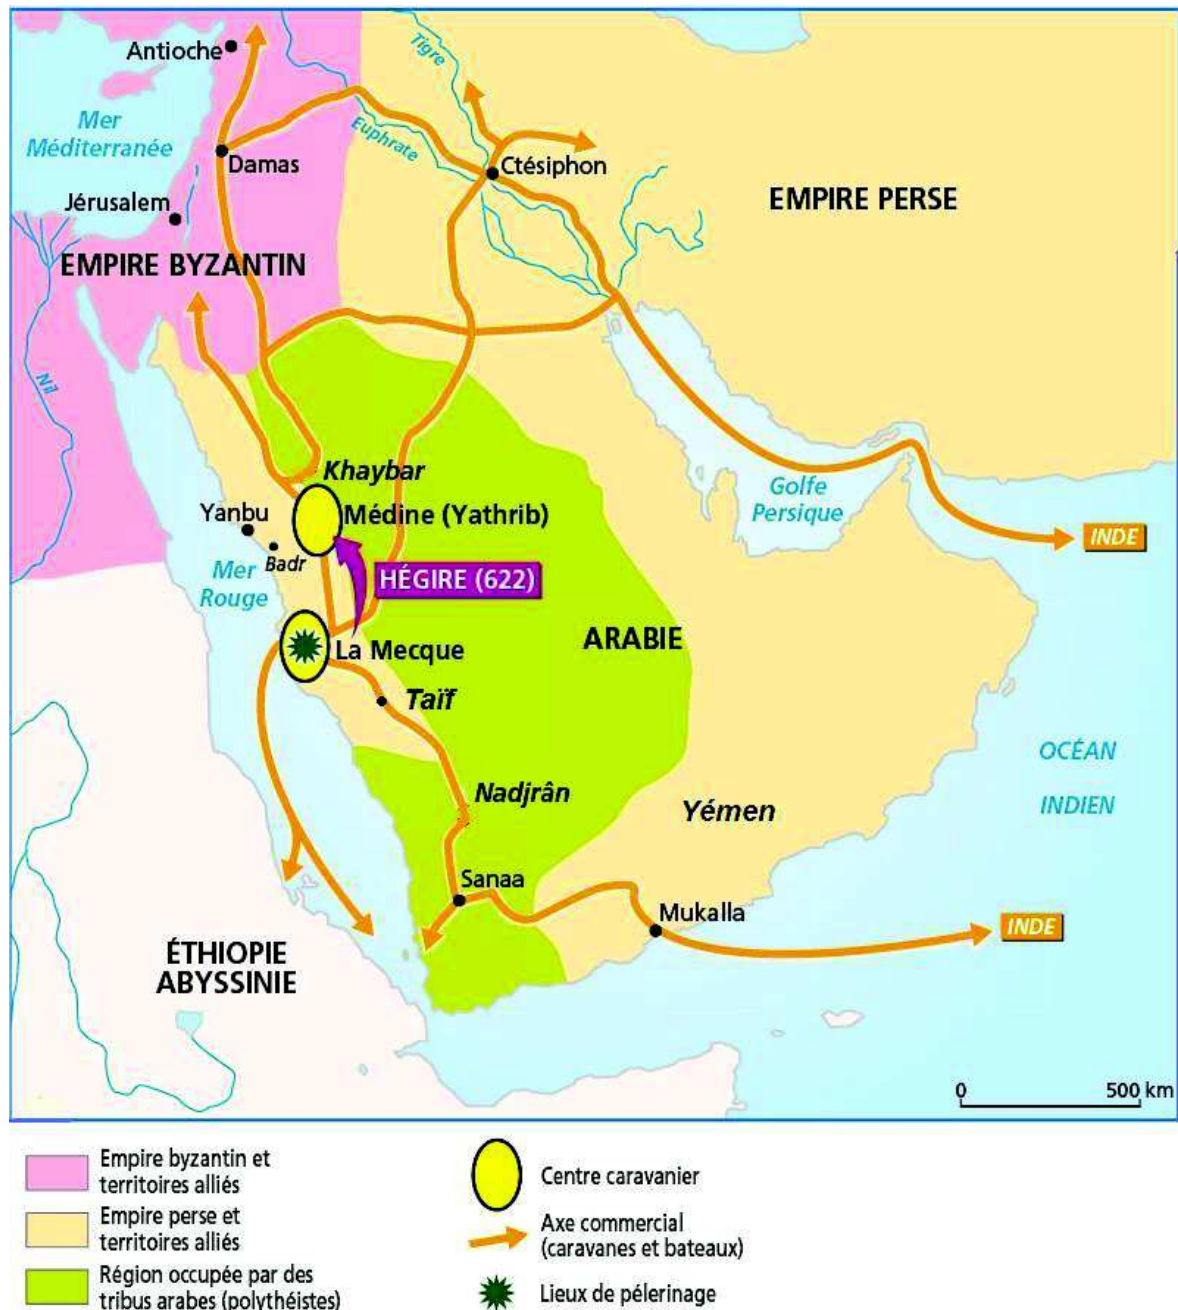 Antioche
Tigre
Mer
Méditerranée
Euphrate
Damas
Ctésiphon
Jérusalem
EMPIRE PERSE
EMPIRE BYZANTIN
Nil
Khaybar
Golfe
Persique
Yanbu
Médine (Yathrib)
INDE
Badr
Mer
Rouge
HÉGIRE (622)
ARABIE
La Mecque
Taïf
OCÉAN
INDIEN
Nadjrân
Yémen
Sanaa
Mukalla
INDE
ÉTHIOPIE
ABYSSINIE
0 500 km
Empire byzantin et
territoires alliés
Empire perse et
territoires alliés
Région occupée par des
tribus arabes (polythéistes)
Centre caravanier
Axe commercial
(caravanes et bateaux)
Lieux de pélerinage